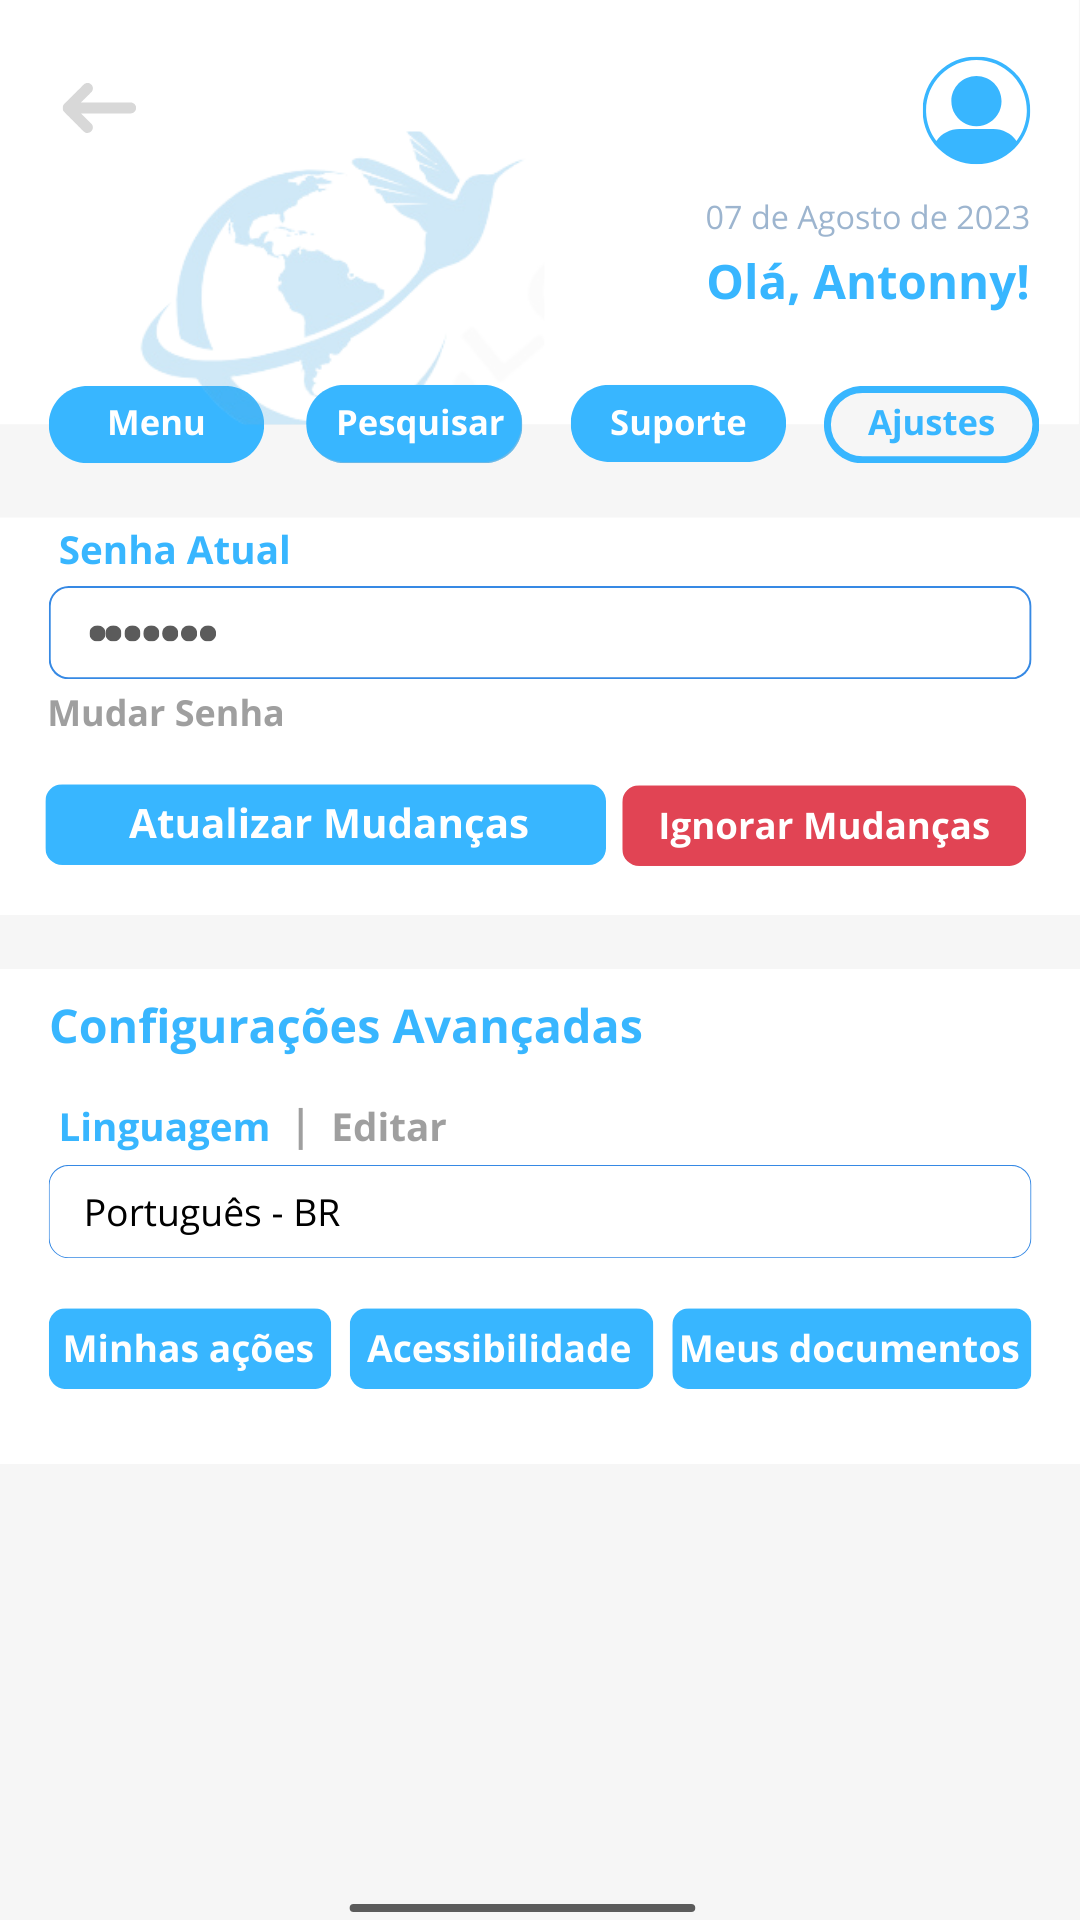 07 de Agosto de 2023
Olá, Antonny!
Menu Pesquisar Suporte Ajustes
Senha Atual
Mudar Senha
Atualizar Mudanças Ignorar Mudanças
Configurações Avançadas
Linguagem | Editar
Português - BR
Minhas ações Acessibilidade Meus documentos